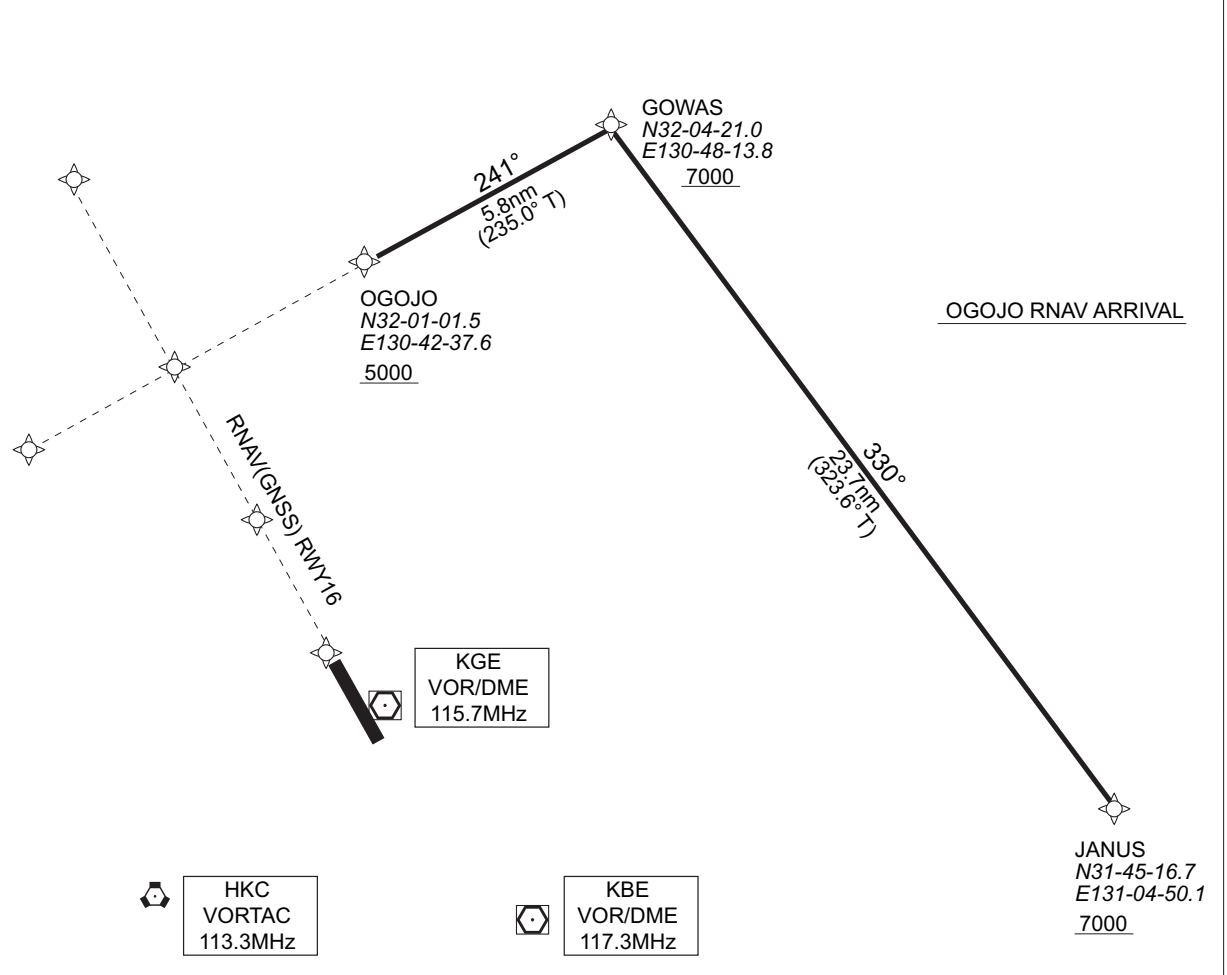 GOWAS
N32-04-21.0
E130-48-13.8
7000
241°
5.8nm
(235.0° T)
OGOJO
N32-01-01.5
E130-42-37.6
5000
OGOJO RNAV ARRIVAL
330°
23.7nm
(323.6° T)
RNAV(GNSS) RWY16
KGE
VOR/DME
115.7MHz
JANUS
N31-45-16.7
E131-04-50.1
7000
HKC
VORTAC
113.3MHz
KBE
VOR/DME
117.3MHz